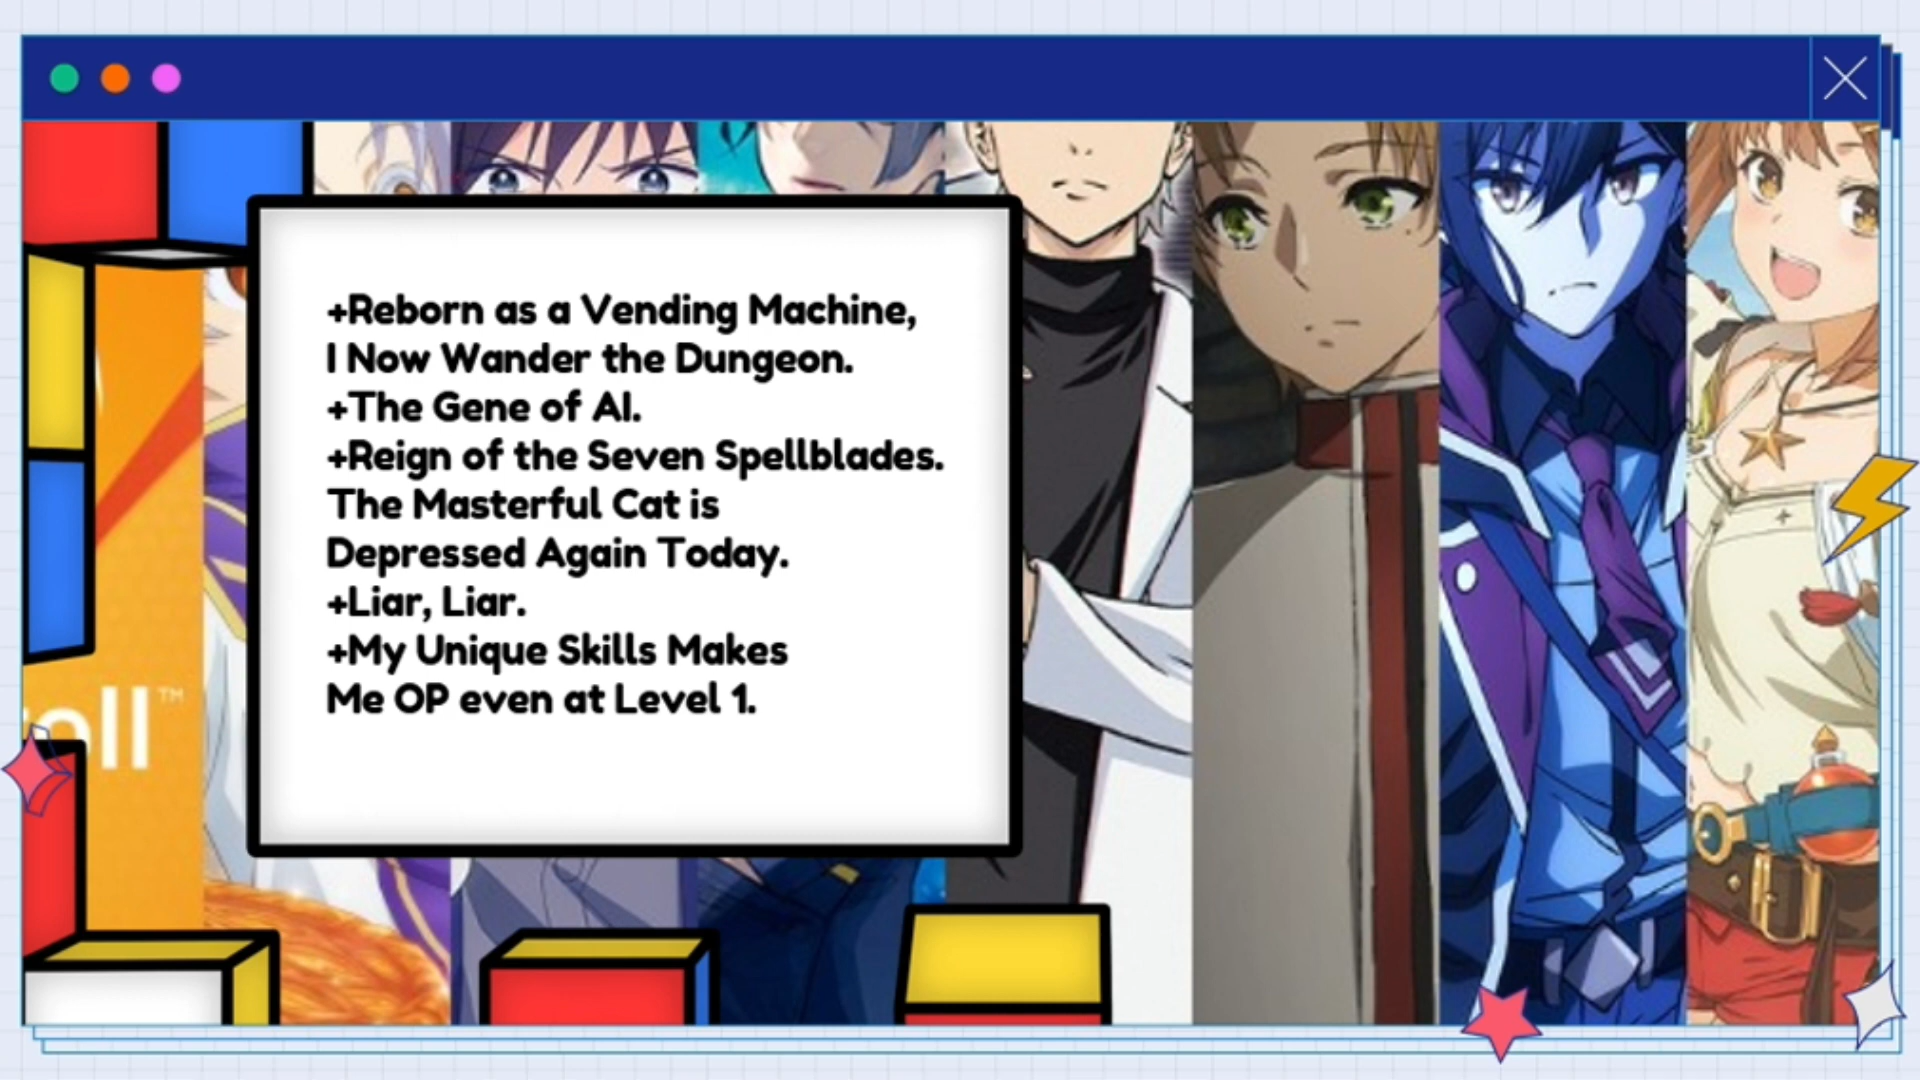 +Reborn as a Vending Machine,
I Now Wander the Dungeon.
+The Gene of AI.
+Reign of the Seven Spellblades.
The Masterful Cat is
Depressed Again Today.
+Liar, Liar.
+My Unique Skills Makes
Me OP even at Level 1.
oll™